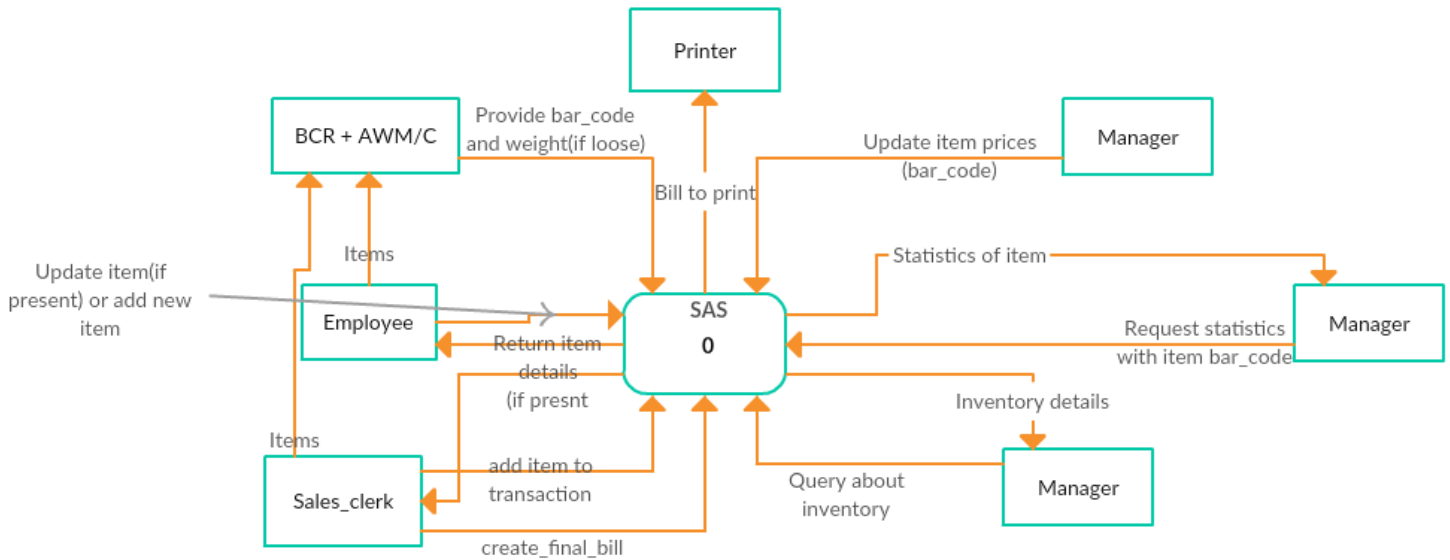 Printer
BCR + AWM/C
Provide bar_code
and weight(if loose)
Update item prices
(bar_code)
Manager
Bill to print
Items
Statistics of item
Update item(if
present) or add new
item
Employee
SAS
0
Manager
Request statistics
with item bar_code
Return item
details
(if presnt
Inventory details
Items
Sales_clerk
add item to
transaction
Query about
inventory
Manager
create_final_bill